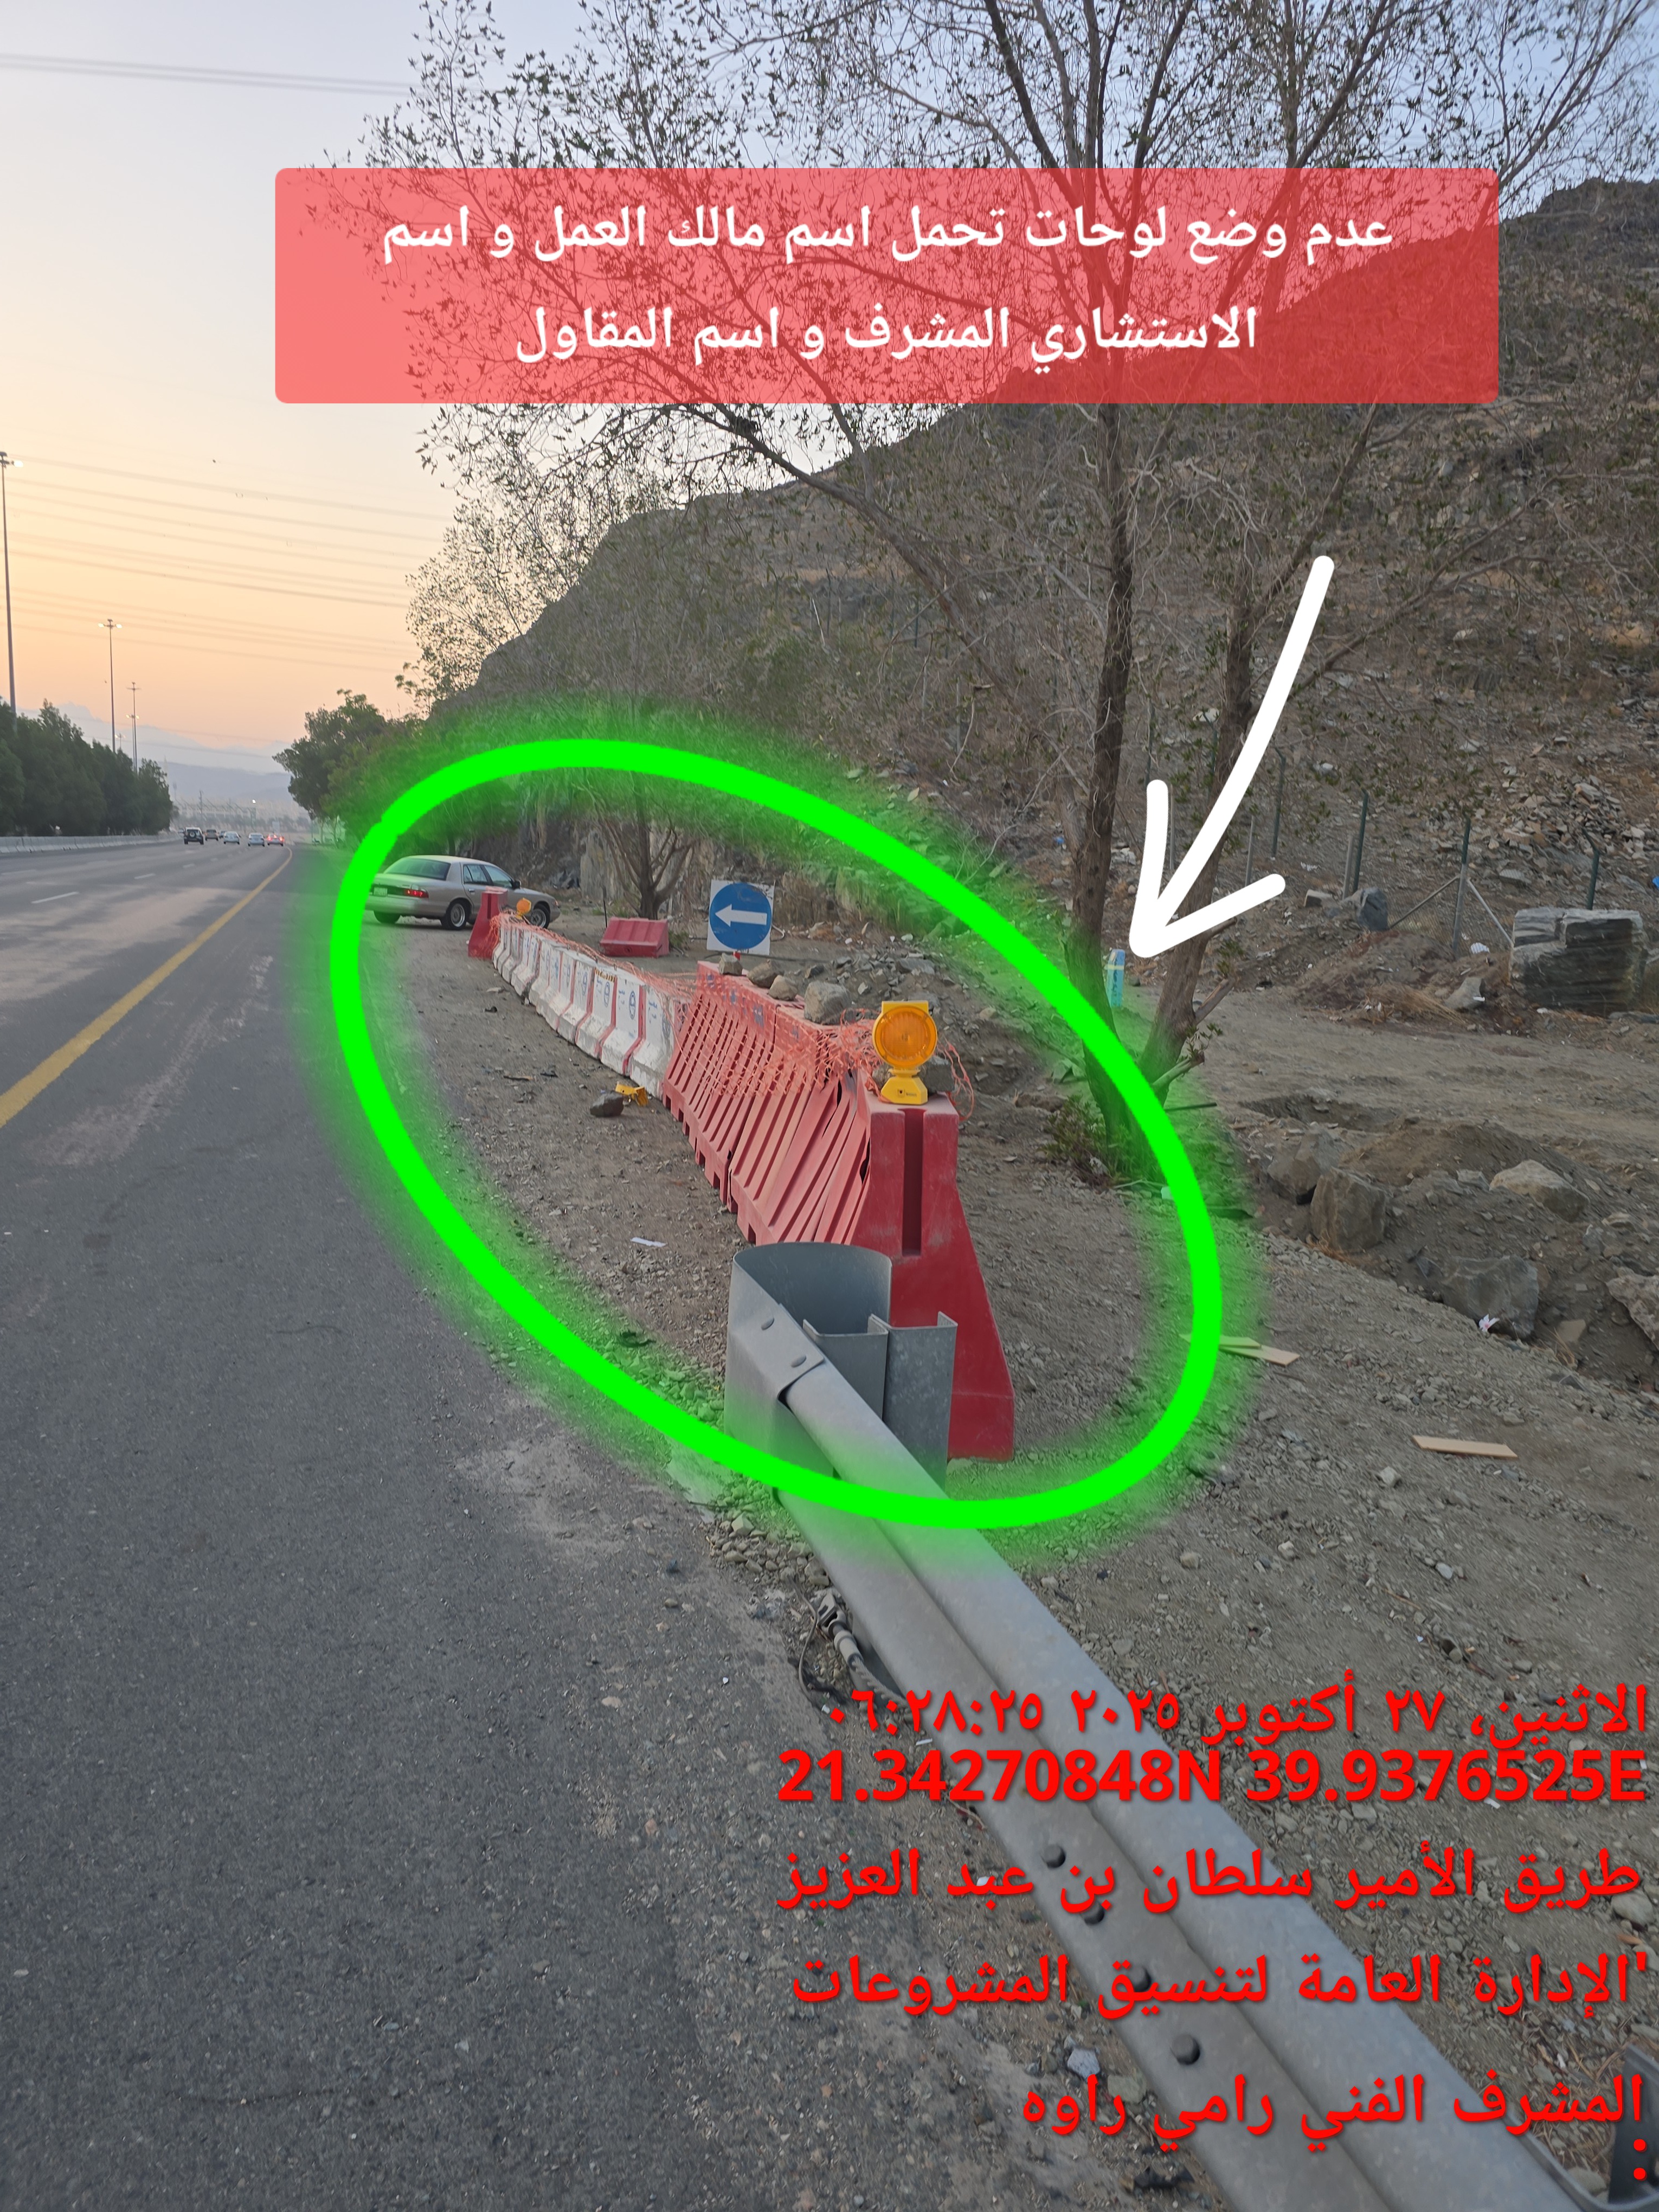 عدم وضع لوحات تحمل اسم مالك العمل و اسم
الاستشاري المشرف و اسم المقاول
الاثنين، ٢٧ أكتوبر ٢٠٢٥ ٠٦:٢٨:٢٥
21.34270848N 39.9376525E
طريق الأمير سلطان بن عبد العزيز
'الإدارة العامة لتنسيق المشروعات
المشرف الفني رامي راوه
: